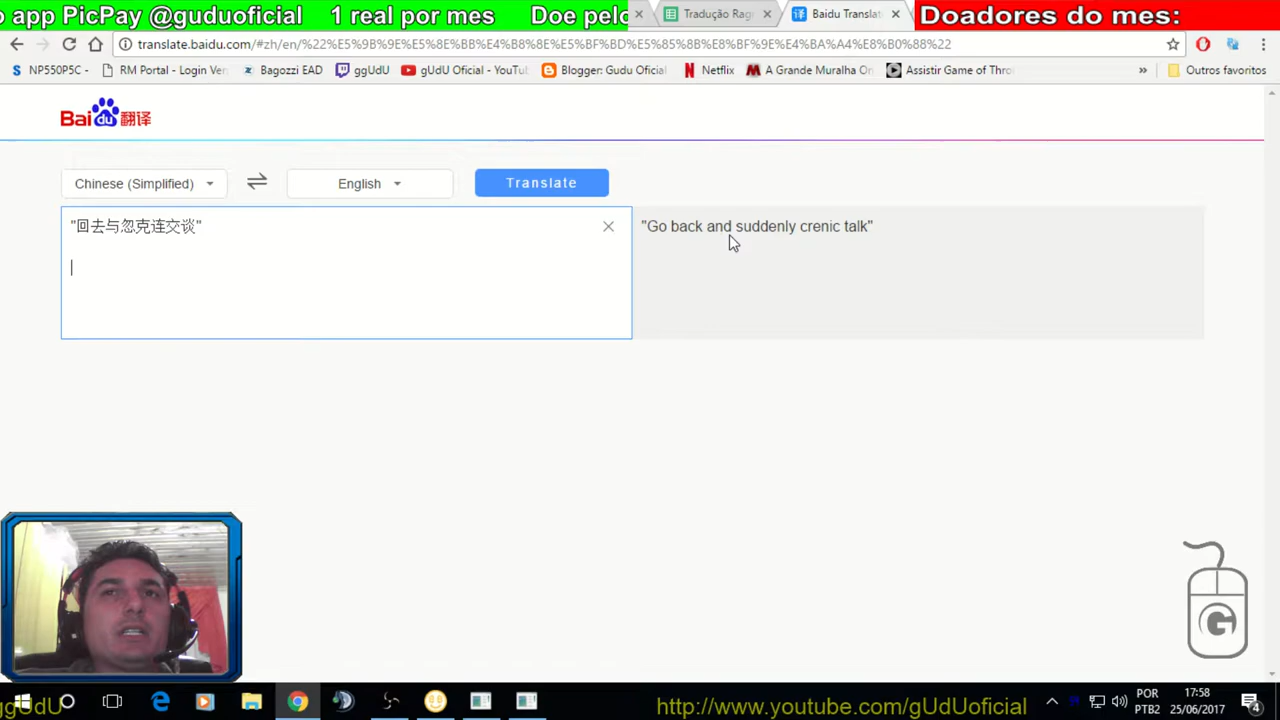 o app PicPay @guduoficial 1 real por mes Doe pelo
Tradução Rag
Baidu Translat
Doadores do mes:
translate.baidu.com/#zh/en/%22%E5%9B%9E%E5%8E%BB%E4%B8%8E%E5%BF%BD%E5%85%8B%E8%BF%9E%E4%BA%A4%E8%B0%88%22
NP550P5C -
RM Portal - Login Ver
Bagozzi EAD
ggUdU
gUdU Oficial - YouTu
Blogger: Gudu Oficial
Netflix
A Grande Muralha On
Assistir Game of Thro
»
Outros favoritos
Bai du 翻译
Chinese (Simplified)
English
Translate
"回去与忽克连交谈"
"Go back and suddenly crenic talk"
G
ggUdU
http://www.youtube.com/gUdUoficial
POR
PTB2
17:58
25/06/2017
4